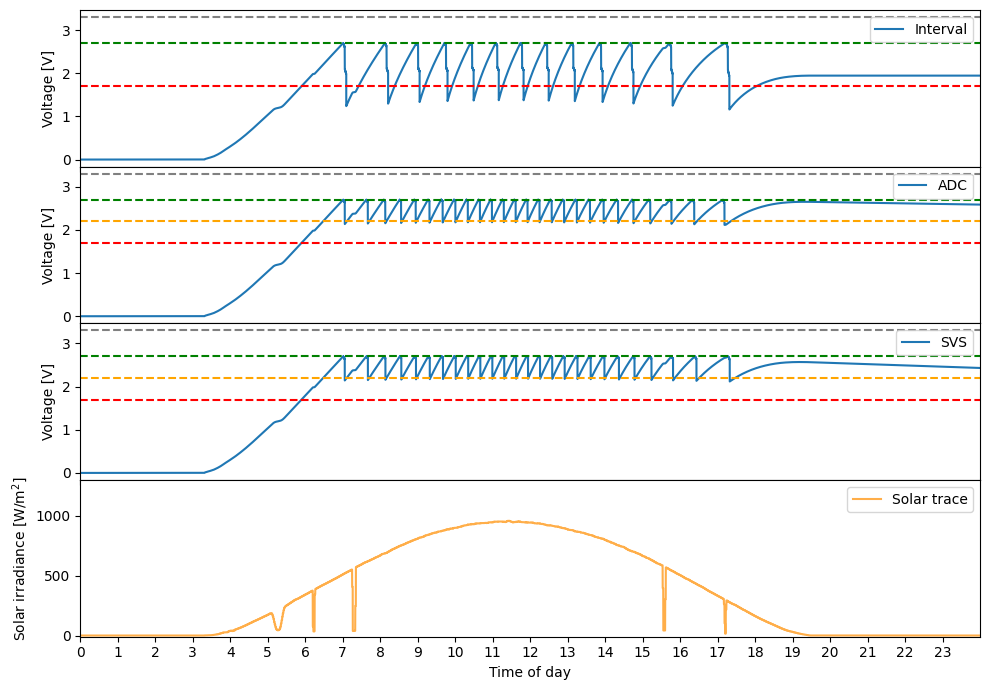 Voltage [V]
3
2
1
0
Interval
Voltage [V]
3
2
1
0
ADC
Voltage [V]
3
2
1
0
SVS
Solar irradiance [W/m²]
1000
500
0
Solar trace
0 1 2 3 4 5 6 7 8 9 10 11 12 13 14 15 16 17 18 19 20 21 22 23
Time of day